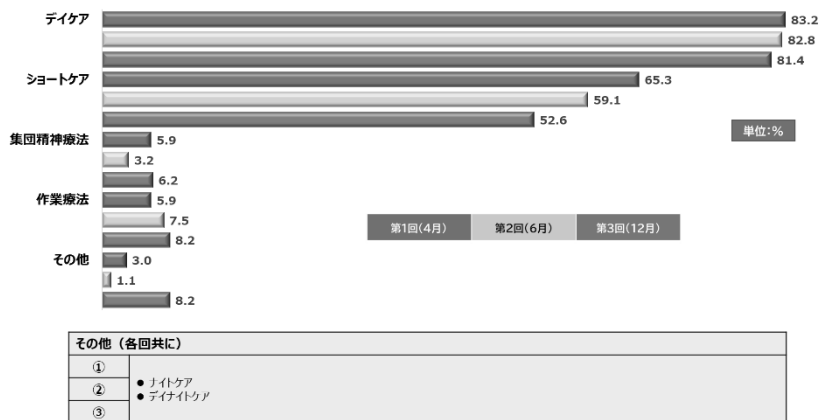 デイケア
83.2
82.8
81.4
ショートケア
65.3
59.1
52.6
単位:%
集団精神療法
5.9
3.2
6.2
作業療法
5.9
7.5
8.2
第1回(4月) 第2回(6月) 第3回(12月)
その他
3.0
1.1
8.2
その他（各回共に）
①
②
③
● ナイトケア
● デイナイトケア